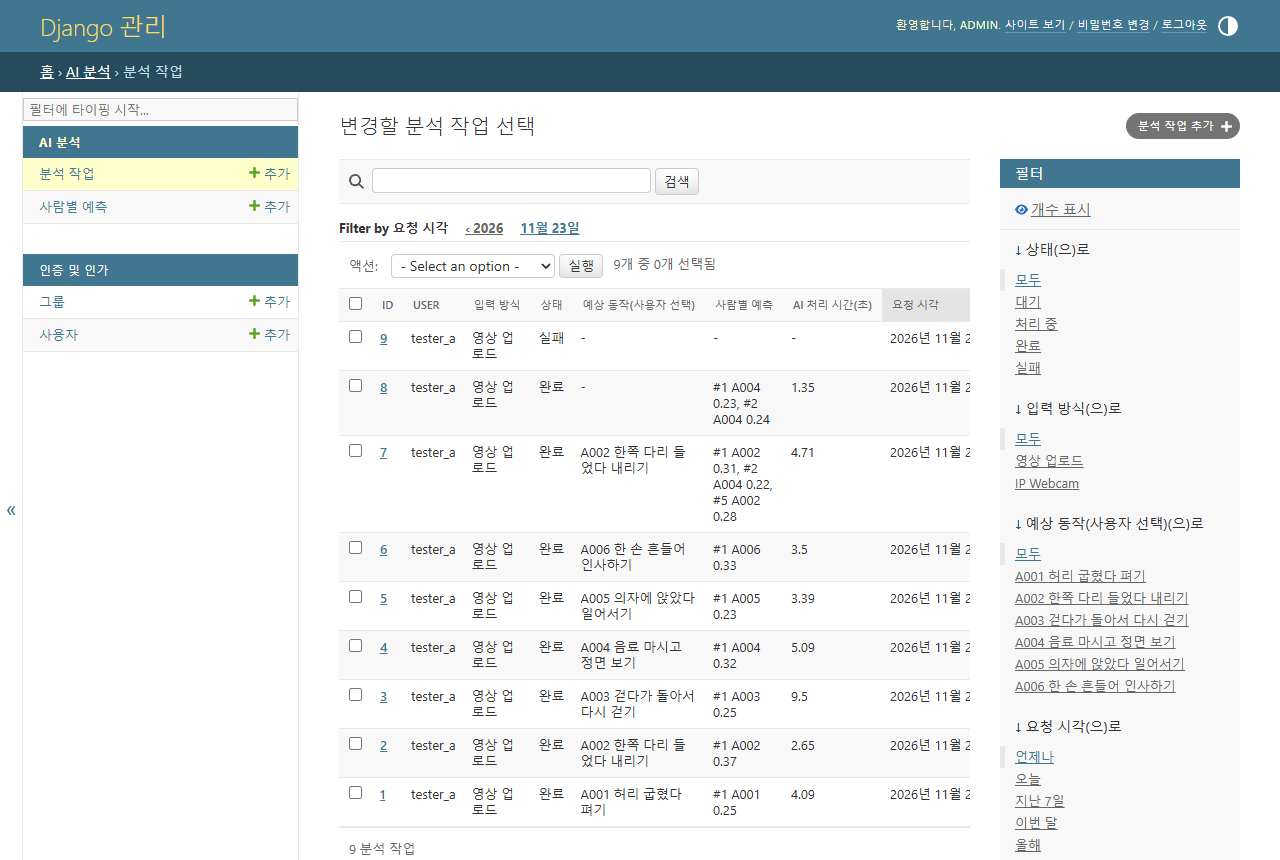 Django 관리
환영합니다, ADMIN. 사이트 보기 / 비밀번호 변경 / 로그아웃
홈 › AI 분석 › 분석 작업
필터에 타이핑 시작...
AI 분석
분석 작업 추가
사람별 예측 추가
인증 및 인가
그룹 추가
사용자 추가
«
변경할 분석 작업 선택
분석 작업 추가
검색
Filter by 요청 시각 ‹ 2026 11월 23일
액션: - Select an option - 실행 9개 중 0개 선택됨
ID USER 입력 방식 상태 예상 동작(사용자 선택) 사람별 예측 AI 처리 시간(초) 요청 시각
9 tester_a 영상 업 실패 - - - 2026년 11월 2
로드
8 tester_a 영상 업 완료 - #1 A004 1.35 2026년 11월 2
로드 0.23, #2
A004 0.24
7 tester_a 영상 업 완료 A002 한쪽 다리 들 #1 A002 4.71 2026년 11월 2
로드 었다 내리기 0.31, #2
A004 0.22,
#5 A002
0.28
6 tester_a 영상 업 완료 A006 한 손 흔들어 #1 A006 3.5 2026년 11월 2
로드 인사하기 0.33
5 tester_a 영상 업 완료 A005 의자에 앉았다 #1 A005 3.39 2026년 11월 2
로드 일어서기 0.23
4 tester_a 영상 업 완료 A004 음료 마시고 #1 A004 5.09 2026년 11월 2
로드 정면 보기 0.32
3 tester_a 영상 업 완료 A003 걷다가 돌아서 #1 A003 9.5 2026년 11월 2
로드 다시 걷기 0.25
2 tester_a 영상 업 완료 A002 한쪽 다리 들 #1 A002 2.65 2026년 11월 2
로드 었다 내리기 0.37
1 tester_a 영상 업 완료 A001 허리 굽혔다 #1 A001 4.09 2026년 11월 2
로드 펴기 0.25
9 분석 작업
필터
개수 표시
↓ 상태(으)로
모두
대기
처리 중
완료
실패
↓ 입력 방식(으)로
모두
영상 업로드
IP Webcam
↓ 예상 동작(사용자 선택)(으)로
모두
A001 허리 굽혔다 펴기
A002 한쪽 다리 들었다 내리기
A003 걷다가 돌아서 다시 걷기
A004 음료 마시고 정면 보기
A005 의자에 앉았다 일어서기
A006 한 손 흔들어 인사하기
↓ 요청 시각(으)로
언제나
오늘
지난 7일
이번 달
올해